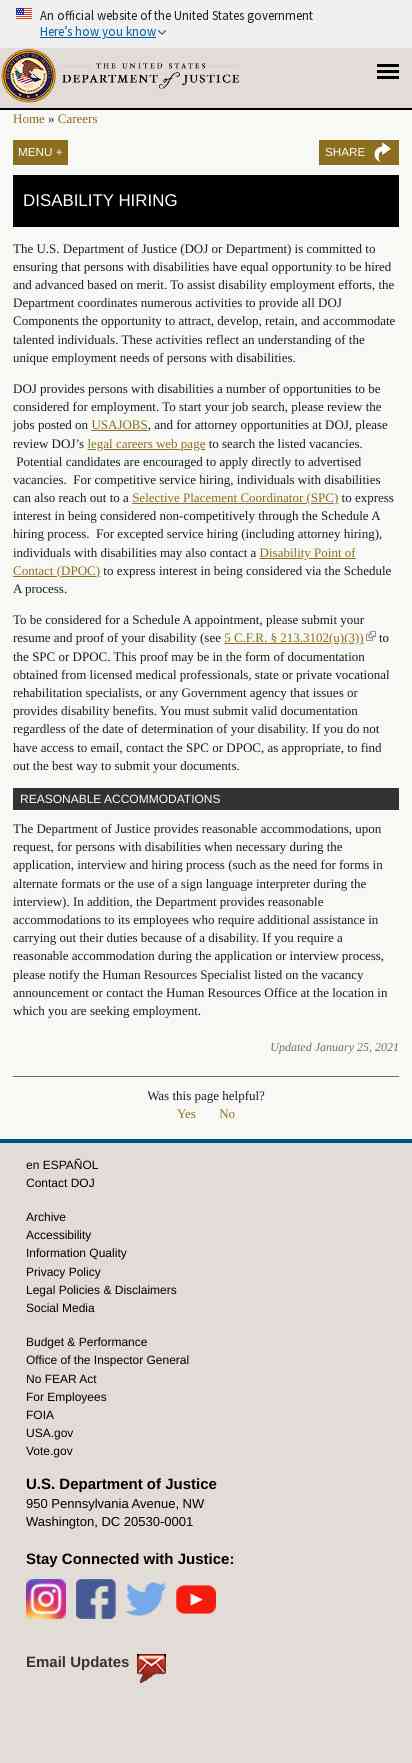 An official website of the United States government
Here's how you know
THE UNITED STATES
DEPARTMENT of JUSTICE
Home » Careers
MENU +
SHARE
DISABILITY HIRING
The U.S. Department of Justice (DOJ or Department) is committed to
ensuring that persons with disabilities have equal opportunity to be hired
and advanced based on merit. To assist disability employment efforts, the
Department coordinates numerous activities to provide all DOJ
Components the opportunity to attract, develop, retain, and accommodate
talented individuals. These activities reflect an understanding of the
unique employment needs of persons with disabilities.
DOJ provides persons with disabilities a number of opportunities to be
considered for employment. To start your job search, please review the
jobs posted on USAJOBS, and for attorney opportunities at DOJ, please
review DOJ's legal careers web page to search the listed vacancies.
Potential candidates are encouraged to apply directly to advertised
vacancies. For competitive service hiring, individuals with disabilities
can also reach out to a Selective Placement Coordinator (SPC) to express
interest in being considered non-competitively through the Schedule A
hiring process. For excepted service hiring (including attorney hiring),
individuals with disabilities may also contact a Disability Point of
Contact (DPOC) to express interest in being considered via the Schedule
A process.
To be considered for a Schedule A appointment, please submit your
resume and proof of your disability (see 5 C.F.R. § 213.3102(u)(3)) to
the SPC or DPOC. This proof may be in the form of documentation
obtained from licensed medical professionals, state or private vocational
rehabilitation specialists, or any Government agency that issues or
provides disability benefits. You must submit valid documentation
regardless of the date of determination of your disability. If you do not
have access to email, contact the SPC or DPOC, as appropriate, to find
out the best way to submit your documents.
REASONABLE ACCOMMODATIONS
The Department of Justice provides reasonable accommodations, upon
request, for persons with disabilities when necessary during the
application, interview and hiring process (such as the need for forms in
alternate formats or the use of a sign language interpreter during the
interview). In addition, the Department provides reasonable
accommodations to its employees who require additional assistance in
carrying out their duties because of a disability. If you require a
reasonable accommodation during the application or interview process,
please notify the Human Resources Specialist listed on the vacancy
announcement or contact the Human Resources Office at the location in
which you are seeking employment.
Updated January 25, 2021
Was this page helpful?
Yes No
en ESPAÑOL
Contact DOJ
Archive
Accessibility
Information Quality
Privacy Policy
Legal Policies & Disclaimers
Social Media
Budget & Performance
Office of the Inspector General
No FEAR Act
For Employees
FOIA
USA.gov
Vote.gov
U.S. Department of Justice
950 Pennsylvania Avenue, NW
Washington, DC 20530-0001
Stay Connected with Justice:
Email Updates